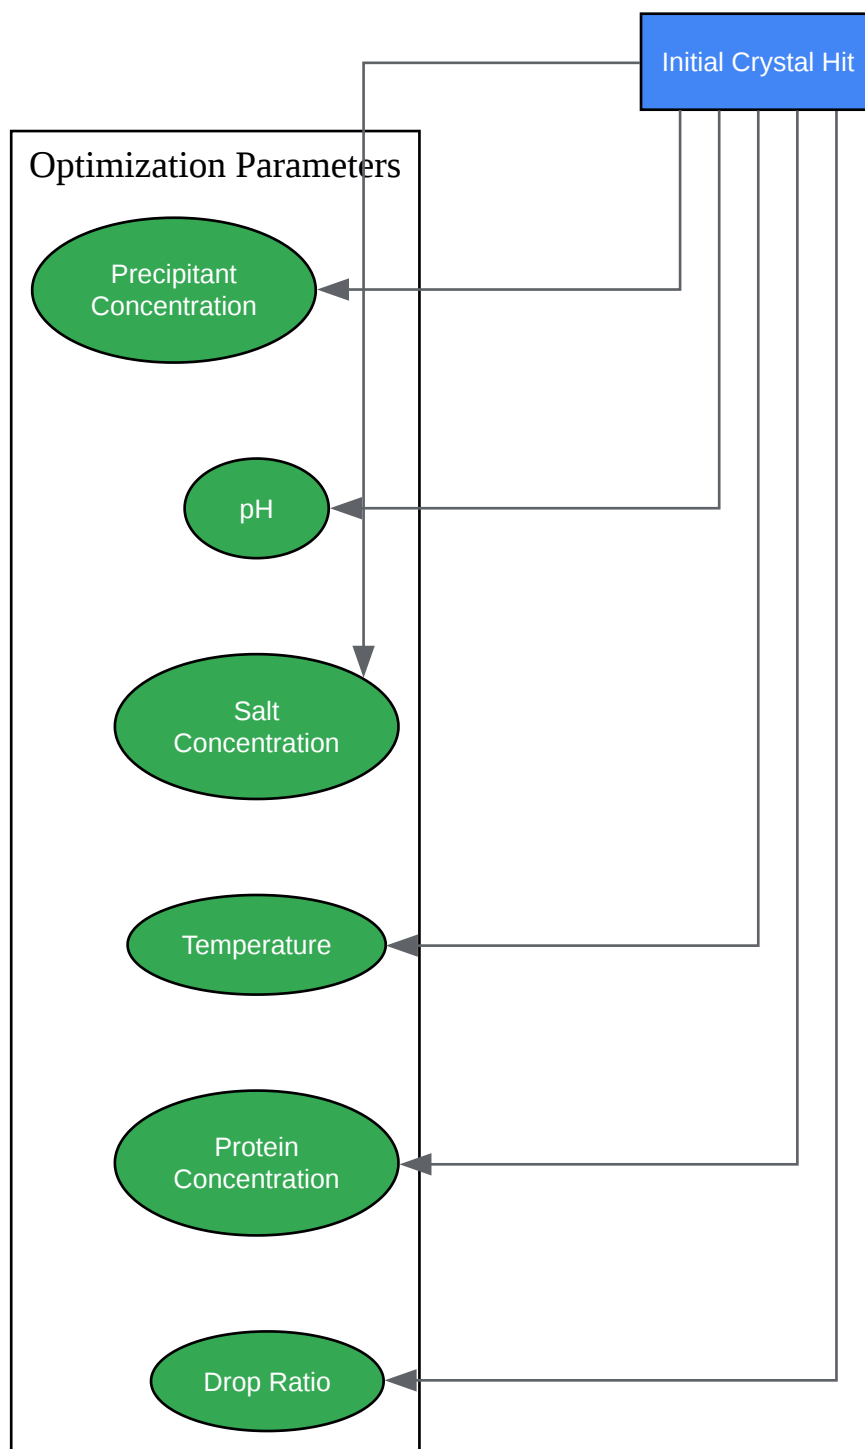 Initial Crystal Hit
Optimization Parameters
Precipitant
Concentration
pH
Salt
Concentration
Temperature
Protein
Concentration
Drop Ratio